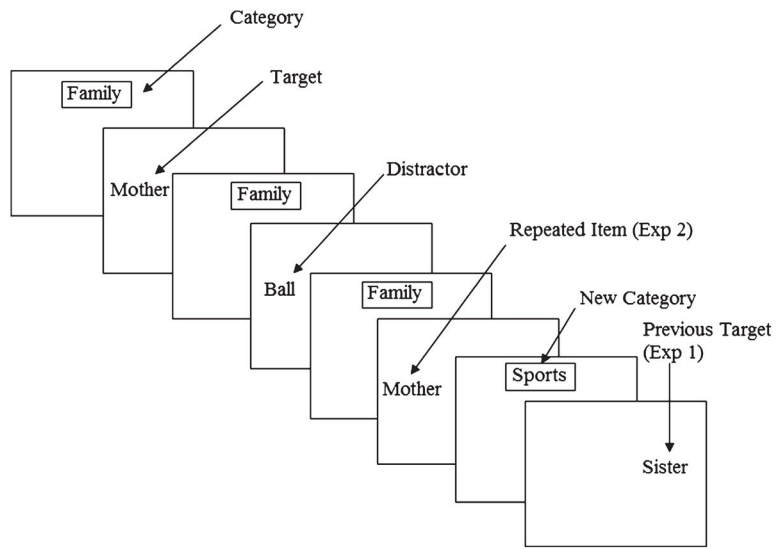 Category
Family
Target
Mother
Family
Distractor
Ball
Repeated Item (Exp 2)
Family
New Category
Mother
Previous Target
(Exp 1)
Sports
Sister